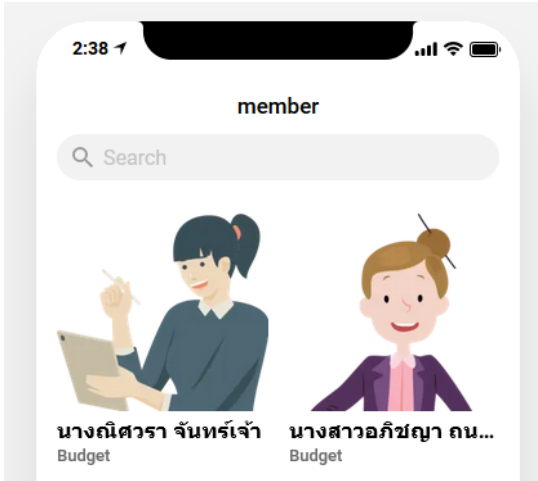 2:38
member
Search
นางณิศวรา จันทร์เจ้า
นางสาวอภิชญา ถน...
Budget
Budget